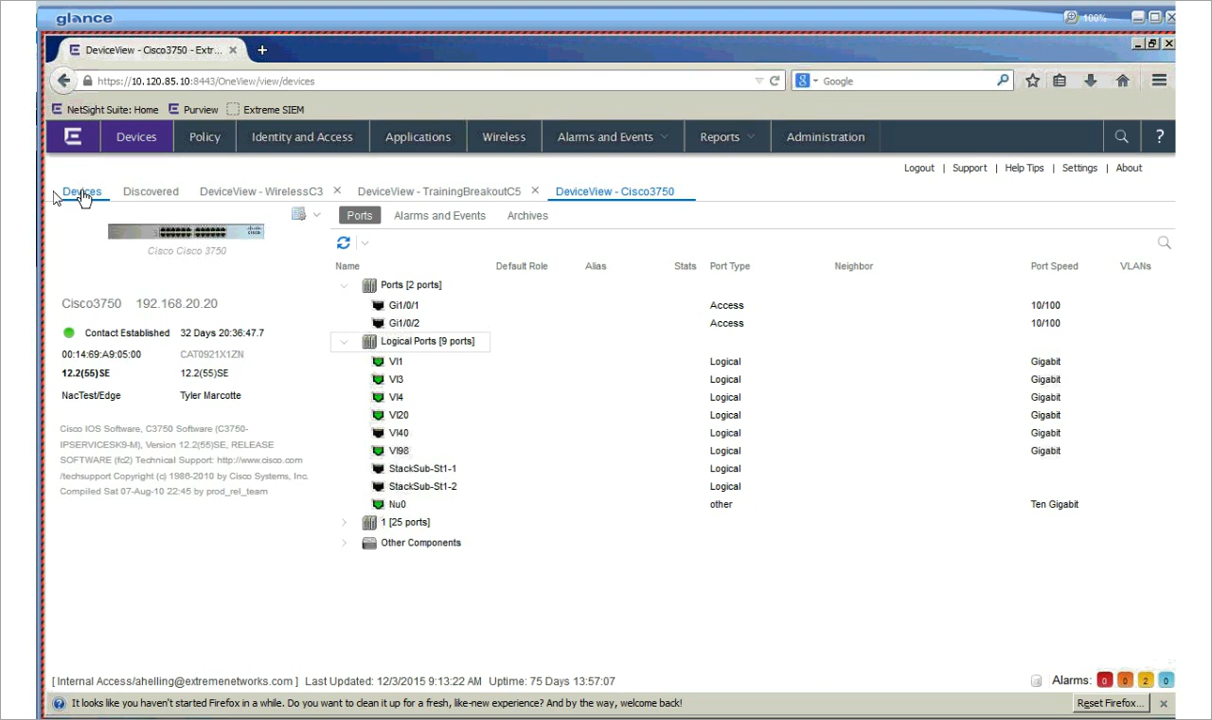 glance
100%
DeviceView - Cisco3750 - Extr...
https://10.120.85.10:8443/OneView/view/devices
Google
NetSight Suite: Home Purview Extreme SIEM
Devices Policy Identity and Access Applications Wireless Alarms and Events Reports Administration ?
Logout | Support | Help Tips | Settings | About
Devices Discovered DeviceView - WirelessC3 DeviceView - TrainingBreakoutC5 DeviceView - Cisco3750
Ports Alarms and Events Archives
Cisco Cisco 3750
Name Default Role Alias Stats Port Type Neighbor Port Speed VLANs
Ports [2 ports]
Cisco3750 192.168.20.20
Gi1/0/1 Access 10/100
Gi1/0/2 Access 10/100
Contact Established 32 Days 20:36:47.7
Logical Ports [9 ports]
00:14:69:A9:05:00 CAT0921X1ZN
Vl1 Logical Gigabit
12.2(55)SE 12.2(55)SE
Vl3 Logical Gigabit
NacTest/Edge Tyler Marcotte
Vl4 Logical Gigabit
Vl20 Logical Gigabit
Cisco IOS Software, C3750 Software (C3750-
IPSERVICESK9-M), Version 12.2(55)SE, RELEASE
SOFTWARE (fc2) Technical Support: http://www.cisco.com
/techsupport Copyright (c) 1986-2010 by Cisco Systems, Inc.
Compiled Sat 07-Aug-10 22:45 by prod_rel_team
Vl40 Logical Gigabit
Vl98 Logical Gigabit
StackSub-St1-1 Logical
StackSub-St1-2 Logical
Nu0 other Ten Gigabit
1 [25 ports]
Other Components
[ Internal Access/ahelling@extremenetworks.com ] Last Updated: 12/3/2015 9:13:22 AM Uptime: 75 Days 13:57:07 Alarms: 0 0 2 0
It looks like you haven't started Firefox in a while. Do you want to clean it up for a fresh, like-new experience? And by the way, welcome back! Reset Firefox...